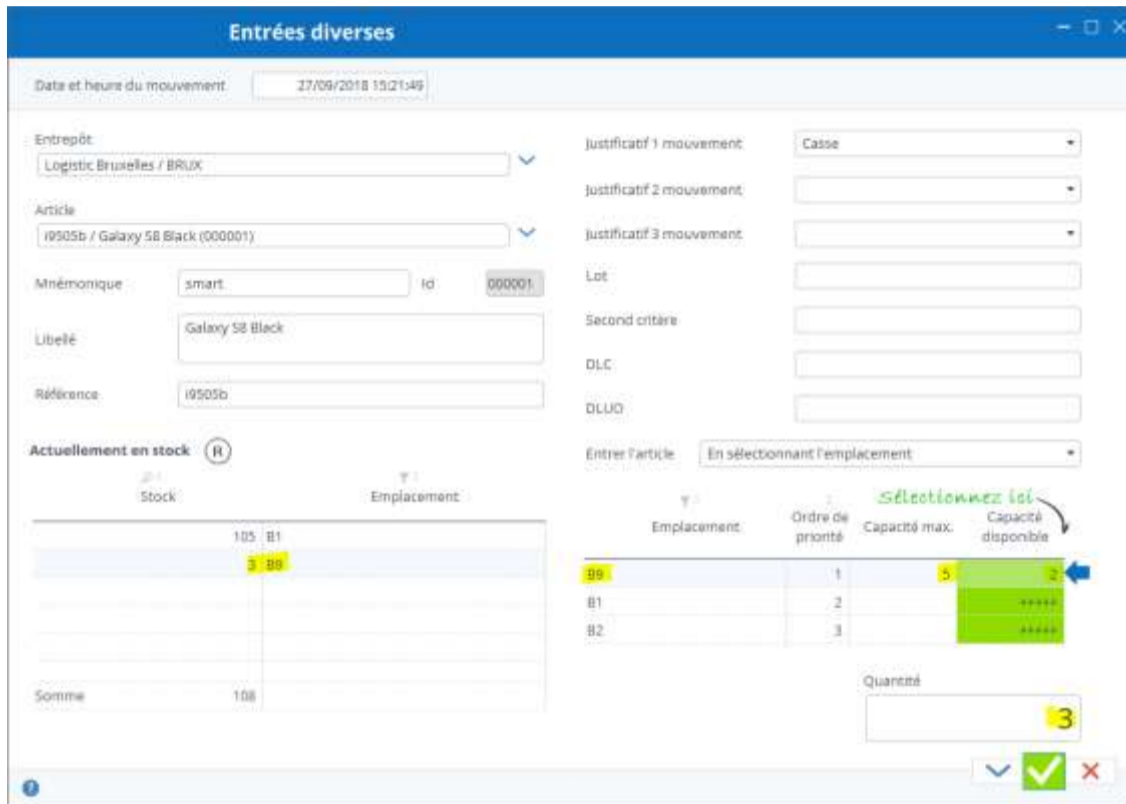 Entrées diverses
Date et heure du mouvement 27/09/2018 15:21:49
Entrepôt
Logistic Bruxelles / BRUX
Article
i9505b / Galaxy S8 Black (000001)
Mnémonique smart Id 000001
Libellé Galaxy S8 Black
Référence i9505b
Actuellement en stock R
Stock Emplacement
105 B1
3 B9
Somme 108
Justificatif 1 mouvement Casse
Justificatif 2 mouvement
Justificatif 3 mouvement
Lot
Second critère
DLC
DLUO
Entrer l'article En sélectionnant l'emplacement
Sélectionnez ici
Emplacement Ordre de priorité Capacité max. Capacité disponible
B9 1 5 2
B1 2 *****
B2 3 *****
Quantité
3